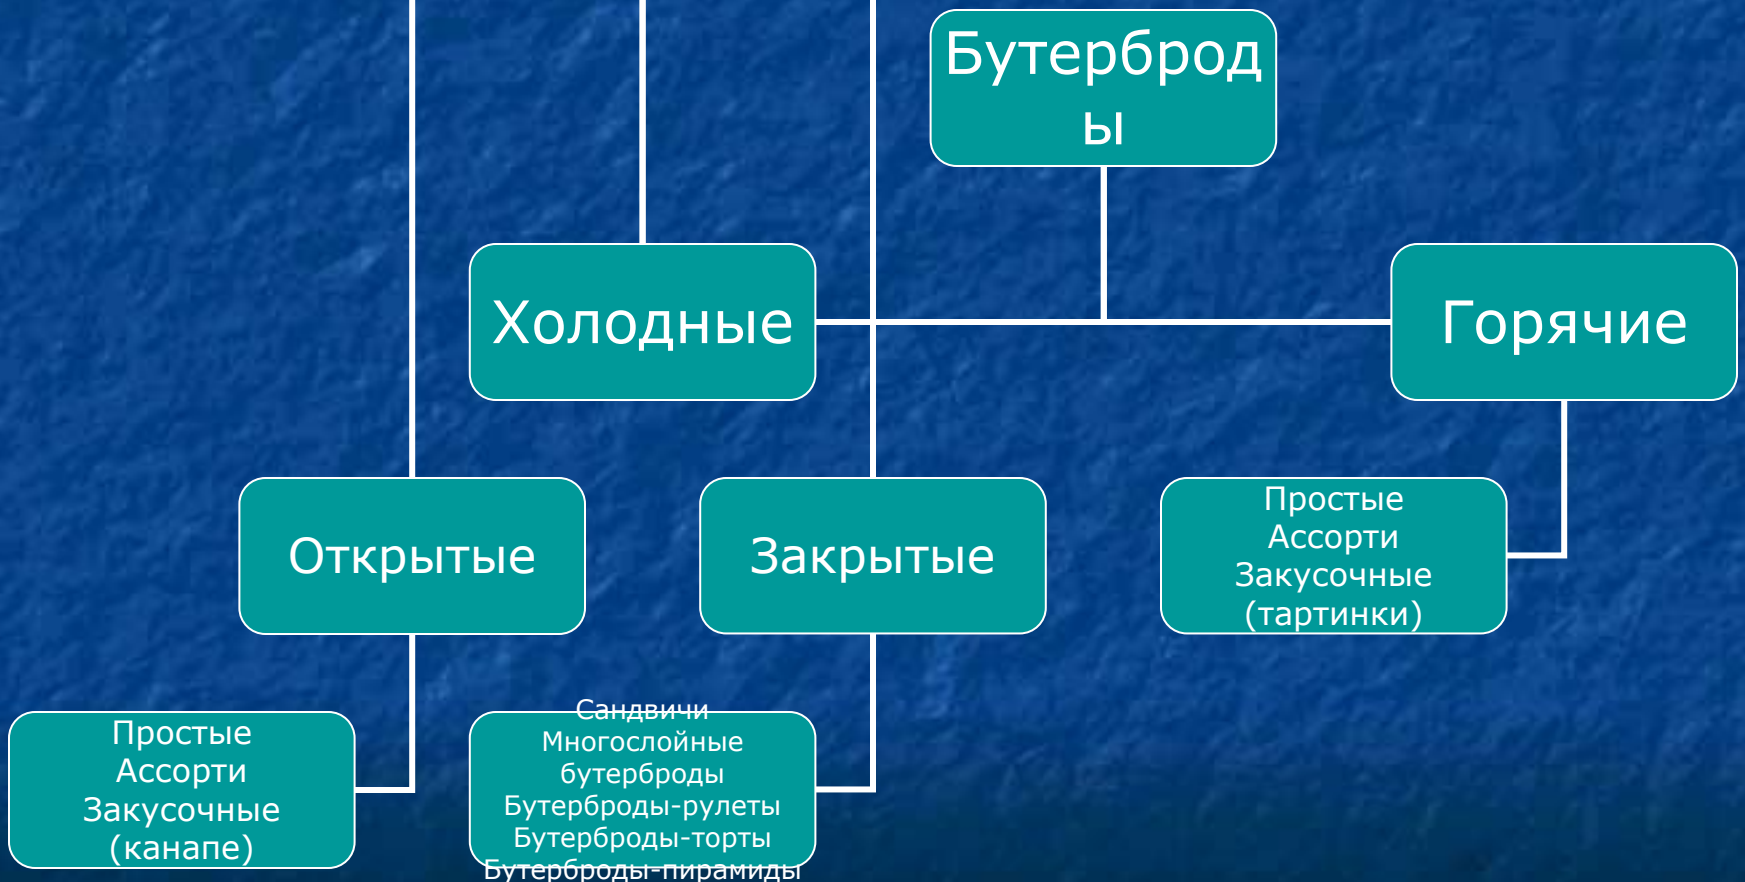 Бутерброд
ы
Холодные
Горячие
Открытые
Закрытые
Простые
Ассорти
Закусочные
(тартинки)
Простые
Ассорти
Закусочные
(канапе)
Сандвичи
Многослойные
бутерброды
Бутерброды-рулеты
Бутерброды-торты
Бутерброды-пирамиды